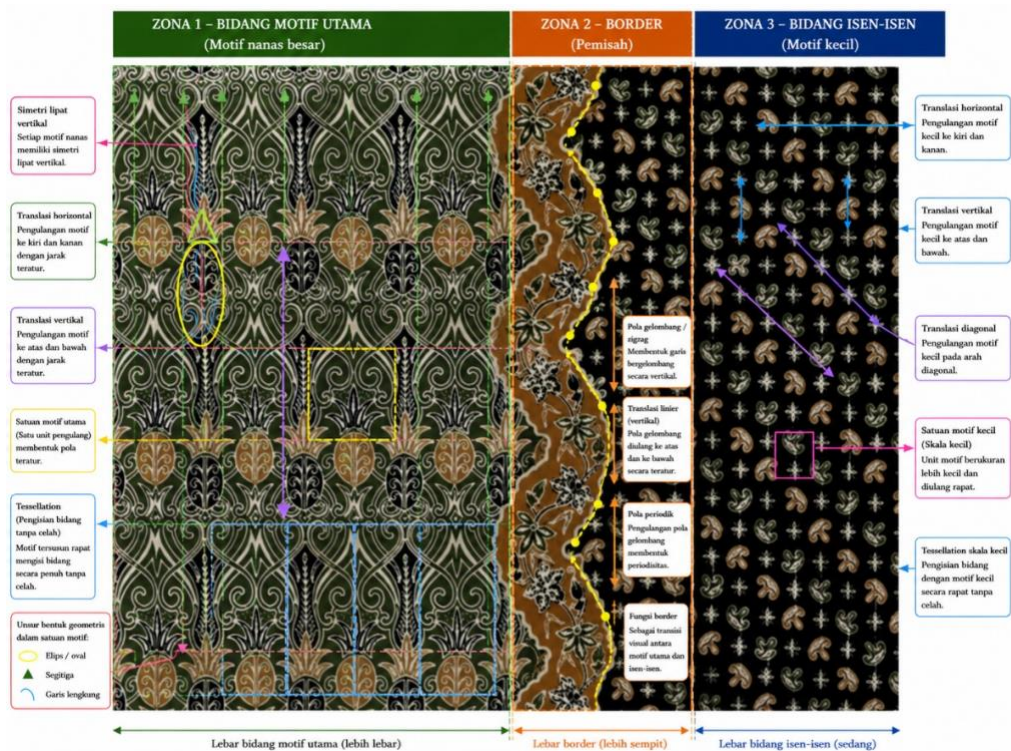 ZONA 1 – BIDANG MOTIF UTAMA
(Motif nanas besar)
ZONA 2 – BORDER
(Pemisah)
ZONA 3 – BIDANG ISEN-ISEN
(Motif kecil)
Simetri lipat
vertikal
Setiap motif nanas
memiliki simetri
lipat vertikal.
Translasi horizontal
Pengulangan motif
ke kiri dan kanan
dengan jarak
teratur.
Translasi vertikal
Pengulangan motif
ke atas dan bawah
dengan jarak
teratur.
Satuan motif utama
(Satu unit pengulang)
membentuk pola
teratur.
Tessellation
(Pengisian bidang
tanpa celah)
Motif tersusun rapat
mengisi bidang
secara penuh tanpa
celah.
Unsur bentuk geometris
dalam satuan motif:
Elips / oval
Segitiga
Garis lengkung
Pola gelombang /
zigzag
Membentuk garis
bergelombang
secara vertikal.
Translasi linier
(vertikal)
Pola gelombang
diulang ke atas
dan ke bawah
secara teratur.
Pola periodik
Pengulangan pola
gelombang
membentuk
periodisitas.
Fungsi border
Sebagai transisi
visual antara
motif utama dan
isen-isen.
Translasi horizontal
Pengulangan motif
kecil ke kiri dan
kanan.
Translasi vertikal
Pengulangan motif
kecil ke atas dan
bawah.
Translasi diagonal
Pengulangan motif
kecil pada arah
diagonal.
Satuan motif kecil
(Skala kecil)
Unit motif berukuran
lebih kecil dan
diulang rapat.
Tessellation skala kecil
Pengisian bidang
dengan motif kecil
secara rapat tanpa
celah.
Lebar bidang motif utama (lebih lebar)
Lebar border (lebih sempit)
Lebar bidang isen-isen (sedang)